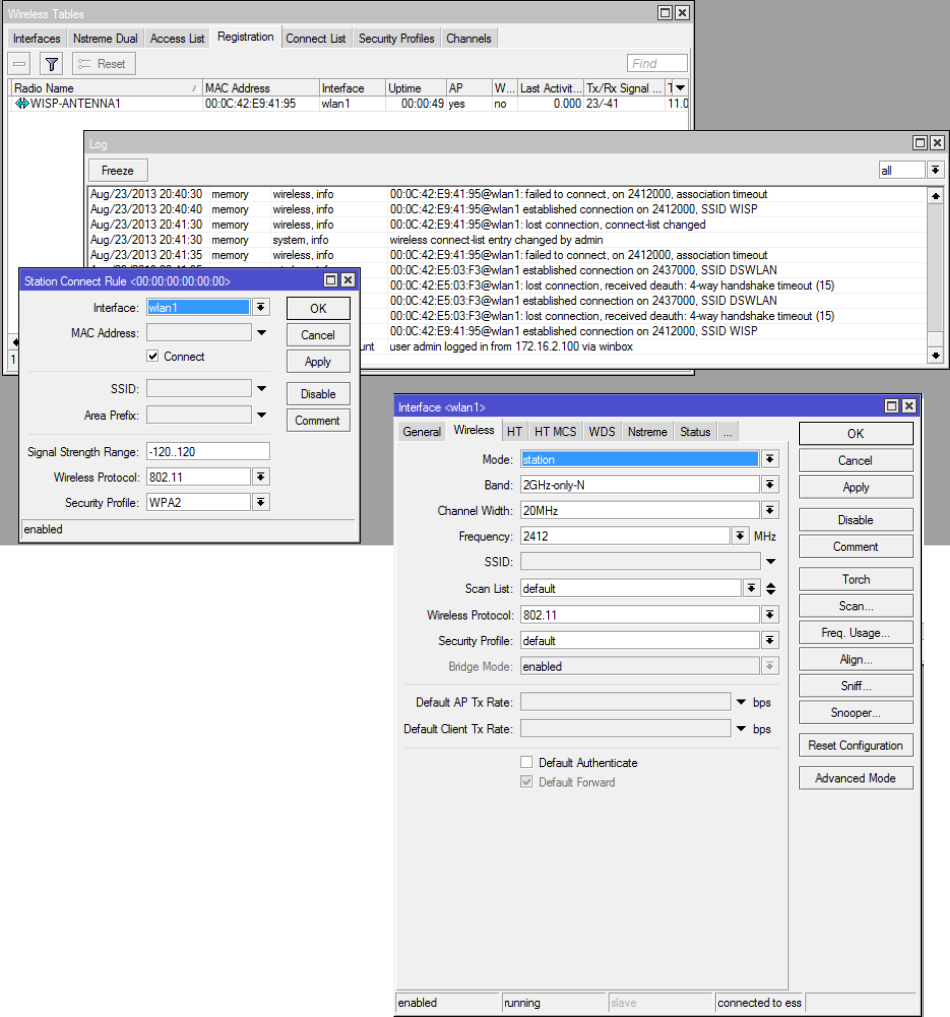 Wireless Tables
Interfaces Nstreme Dual Access List Registration Connect List Security Profiles Channels
Reset Find
Radio Name / MAC Address Interface Uptime AP W... Last Activit... Tx/Rx Signal ...
WISP-ANTENNA1 00:0C:42:E9:41:95 wlan1 00:00:49 yes no 0.000 23/-41 11.0
Log
Freeze all
Aug/23/2013 20:40:30 memory wireless, info 00:0C:42:E9:41:95@wlan1: failed to connect, on 2412000, association timeout
Aug/23/2013 20:40:40 memory wireless, info 00:0C:42:E9:41:95@wlan1 established connection on 2412000, SSID WISP
Aug/23/2013 20:41:30 memory wireless, info 00:0C:42:E9:41:95@wlan1: lost connection, connect-list changed
Aug/23/2013 20:41:30 memory system, info wireless connect-list entry changed by admin
Aug/23/2013 20:41:35 memory wireless, info 00:0C:42:E9:41:95@wlan1: failed to connect, on 2412000, association timeout
00:0C:42:E5:03:F3@wlan1 established connection on 2437000, SSID DSWLAN
00:0C:42:E5:03:F3@wlan1: lost connection, received deauth: 4-way handshake timeout (15)
00:0C:42:E5:03:F3@wlan1 established connection on 2437000, SSID DSWLAN
00:0C:42:E5:03:F3@wlan1: lost connection, received deauth: 4-way handshake timeout (15)
00:0C:42:E9:41:95@wlan1 established connection on 2412000, SSID WISP
unt user admin logged in from 172.16.2.100 via winbox
1
Station Connect Rule <00:00:00:00:00:00>
Interface: wlan1 OK
MAC Address: Cancel
Connect Apply
SSID: Disable
Area Prefix: Comment
Signal Strength Range: -120..120
Wireless Protocol: 802.11
Security Profile: WPA2
enabled
Interface <wlan1>
General Wireless HT HT MCS WDS Nstreme Status ...
Mode: station
Band: 2GHz-only-N
Channel Width: 20MHz
Frequency: 2412 MHz
SSID:
Scan List: default
Wireless Protocol: 802.11
Security Profile: default
Bridge Mode: enabled
Default AP Tx Rate: bps
Default Client Tx Rate: bps
Default Authenticate
Default Forward
OK
Cancel
Apply
Disable
Comment
Torch
Scan...
Freq. Usage...
Align...
Sniff...
Snooper...
Reset Configuration
Advanced Mode
enabled running slave connected to ess